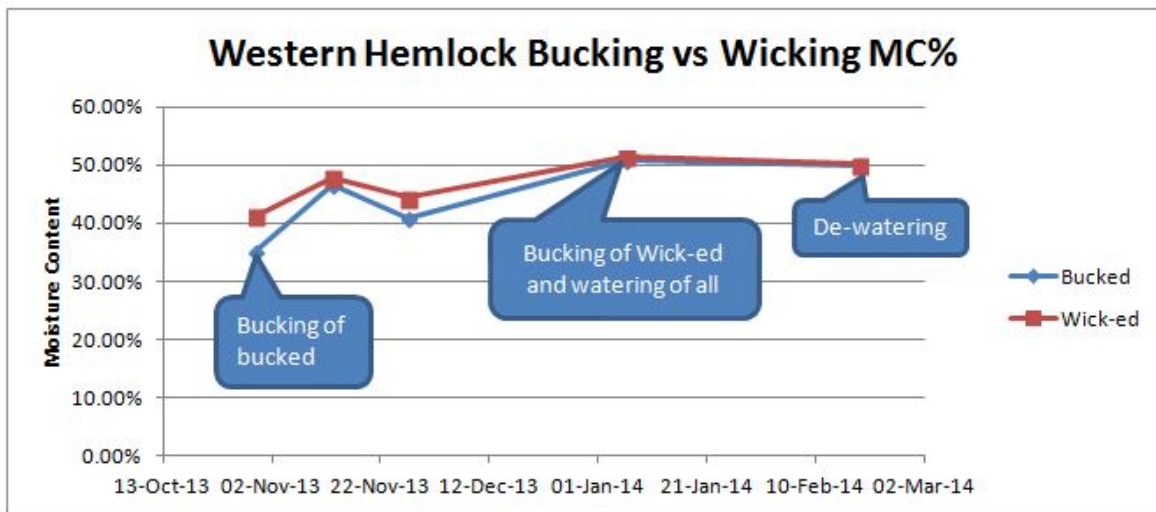 Western Hemlock Bucking vs Wicking MC%
Moisture Content
60.00%
50.00%
40.00%
30.00%
20.00%
10.00%
0.00%
Bucking of
bucked
Bucking of Wick-ed
and watering of all
De-watering
Bucked
Wick-ed
13-Oct-13 02-Nov-13 22-Nov-13 12-Dec-13 01-Jan-14 21-Jan-14 10-Feb-14 02-Mar-14